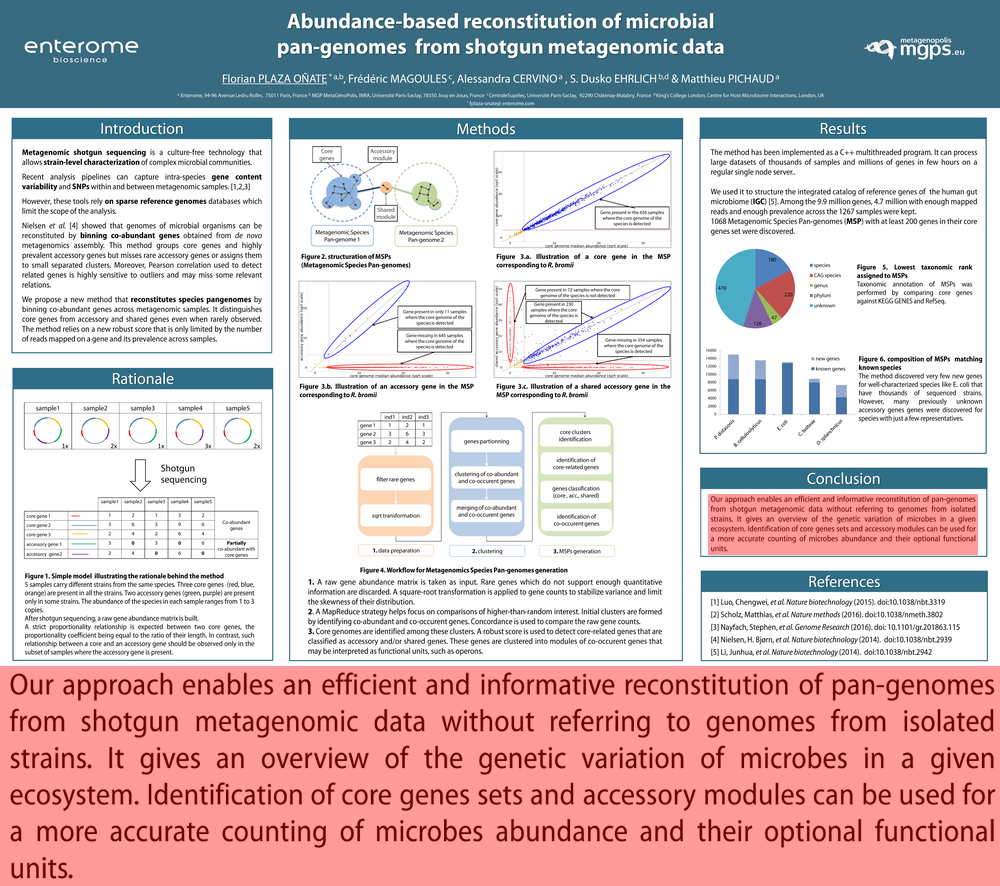 Abundance-based reconstitution of microbial
pan-genomes from shotgun metagenomic data
enterome
bioscience
metagenopolis
mgps.eu
Florian PLAZA OÑATE * a,b, Frédéric MAGOULES c, Alessandra CERVINO a , S. Dusko EHRLICH b,d & Matthieu PICHAUD a
a Enterome, 94-96 Avenue Ledru Rollin, 75011 Paris, France b MGP MetaGénoPolis, INRA, Université Paris-Saclay, 78350 Jouy en Josas, France c CentraleSupélec, Université Paris-Saclay, 92290 Châtenay-Malabry, France d King's College London, Centre for Host-Microbiome Interactions, London, UK
* fplaza-onate@ enterome.com
Introduction
Metagenomic shotgun sequencing is a culture-free technology that
allows strain-level characterization of complex microbial communities.
Recent analysis pipelines can capture intra-species gene content
variability and SNPs within and between metagenomic samples. [1,2,3]
However, these tools rely on sparse reference genomes databases which
limit the scope of the analysis.
Nielsen et al. [4] showed that genomes of microbial organisms can be
reconstituted by binning co-abundant genes obtained from de novo
metagenomics assembly. This method groups core genes and highly
prevalent accessory genes but misses rare accessory genes or assigns them
to small separated clusters. Moreover, Pearson correlation used to detect
related genes is highly sensitive to outliers and may miss some relevant
relations.
We propose a new method that reconstitutes species pangenomes by
binning co-abundant genes across metagenomic samples. It distinguishes
core genes from accessory and shared genes even when rarely observed.
The method relies on a new robust score that is only limited by the number
of reads mapped on a gene and its prevalence across samples.
Rationale
sample1 sample2 sample3 sample4 sample5
1x 2x 1x 3x 2x
Shotgun
sequencing
sample1 sample2 sample3 sample4 sample5
core gene 1 1 2 1 3 2
core gene 2 3 6 3 9 6
core gene 3 2 4 2 6 4
accessory gene 1 3 0 3 0 6
accessory gene2 2 4 0 6 0
Co-abundant
genes
Partially
co-abundant with
core genes
Figure 1. Simple model illustrating the rationale behind the method
5 samples carry different strains from the same species. Three core genes (red, blue,
orange) are present in all the strains. Two accessory genes (green, purple) are present
only in some strains. The abundance of the species in each sample ranges from 1 to 3
copies.
After shotgun sequencing, a raw gene abundance matrix is built.
A strict proportionality relationship is expected between two core genes, the
proportionality coefficient being equal to the ratio of their length. In contrast, such
relationship between a core and an accessory gene should be observed only in the
subset of samples where the accessory gene is present.
Methods
Core
genes
Accessory
module
Shared
module
Metagenomic Species
Pan-genome 1
Metagenomic Species
Pan-genome 2
Figure 2. structuration of MSPs
(Metagenomic Species Pan-genomes)
Gene present in the 656 samples
where the core genome of the
species is detected
core genome median abundance (sqrt scale)
Figure 3.a. Illustration of a core gene in the MSP
corresponding to R. bromii
Gene present in only 11 samples
where the core genome of the
species is detected
Gene missing in 645 samples
where the core genome of the
species is detected
accessory gene abundance (sqrt scale)
core genome median abundance (sqrt scale)
Figure 3.b. Illustration of an accessory gene in the MSP
corresponding to R. bromii
Gene present in 72 samples where the core
genome of the species is not detected
Gene present in 230
samples where the core
genome of the species is
detected
Gene missing in 354 samples
where the core genome of the
species is detected
core genome median abundance (sqrt scale)
Figure 3.c. Illustration of a shared accessory gene in the
MSP corresponding to R. bromii
ind1 ind2 ind3
gene 1 1 2 1
gene 2 3 6 3
gene 3 2 4 2
filter rare genes
sqrt transformation
genes partionning
clustering of co-abundant
and co-occurent genes
merging of co-abundant
and co-occurent genes
core clusters
identification
identification of
core-related genes
genes classification
(core , acc., shared)
identification of
co-occurent genes
1. data preparation
2. clustering
3. MSPs generation
Figure 4. Workflow for Metagenomics Species Pan-genomes generation
1. A raw gene abundance matrix is taken as input. Rare genes which do not support enough quantitative
information are discarded. A square-root transformation is applied to gene counts to stabilize variance and limit
the skewness of their distribution.
2. A MapReduce strategy helps focus on comparisons of higher-than-random interest. Initial clusters are formed
by identifying co-abundant and co-occurent genes. Concordance is used to compare the raw gene counts.
3. Core genomes are identified among these clusters. A robust score is used to detect core-related genes that are
classified as accessory and/or shared genes. These genes are clustered into modules of co-occurent genes that
may be interpreted as functional units, such as operons.
Results
The method has been implemented as a C++ multithreaded program. It can process
large datasets of thousands of samples and millions of genes in few hours on a
regular single node server..
We used it to structure the integrated catalog of reference genes of the human gut
microbiome (IGC) [5]. Among the 9.9 million genes, 4.7 million with enough mapped
reads and enough prevalence across the 1267 samples were kept.
1068 Metagenomic Species Pan-genomes (MSP) with at least 200 genes in their core
genes set were discovered.
180
220
47
126
476
species
CAG species
genus
phylum
unknown
Figure 5. Lowest taxonomic rank
assigned to MSPs
Taxonomic annotation of MSPs was
performed by comparing core genes
against KEGG GENES and RefSeq.
16000
14000
12000
10000
8000
6000
4000
2000
0
new genes
known genes
P. distasonis
B. cellulosilyticus
E. coli
C. bolteae
O. splanchnicus
Figure 6. composition of MSPs matching
known species
The method discovered very few new genes
for well-characterized species like E. coli that
have thousands of sequenced strains.
However, many previously unknown
accessory genes genes were discovered for
species with just a few representatives.
Conclusion
Our approach enables an efficient and informative reconstitution of pan-genomes
from shotgun metagenomic data without referring to genomes from isolated
strains. It gives an overview of the genetic variation of microbes in a given
ecosystem. Identification of core genes sets and accessory modules can be used for
a more accurate counting of microbes abundance and their optional functional
units.
References
[1] Luo, Chengwei, et al. Nature biotechnology (2015). doi:10.1038/nbt.3319
[2] Scholz, Matthias, et al. Nature methods (2016). doi:10.1038/nmeth.3802
[3] Nayfach, Stephen, et al. Genome Research (2016). doi: 10.1101/gr.201863.115
[4] Nielsen, H. Bjørn, et al. Nature biotechnology (2014). doi:10.1038/nbt.2939
[5] Li, Junhua, et al. Nature biotechnology (2014). doi:10.1038/nbt.2942
Our approach enables an efficient and informative reconstitution of pan-genomes
from shotgun metagenomic data without referring to genomes from isolated
strains. It gives an overview of the genetic variation of microbes in a given
ecosystem. Identification of core genes sets and accessory modules can be used for
a more accurate counting of microbes abundance and their optional functional
units.